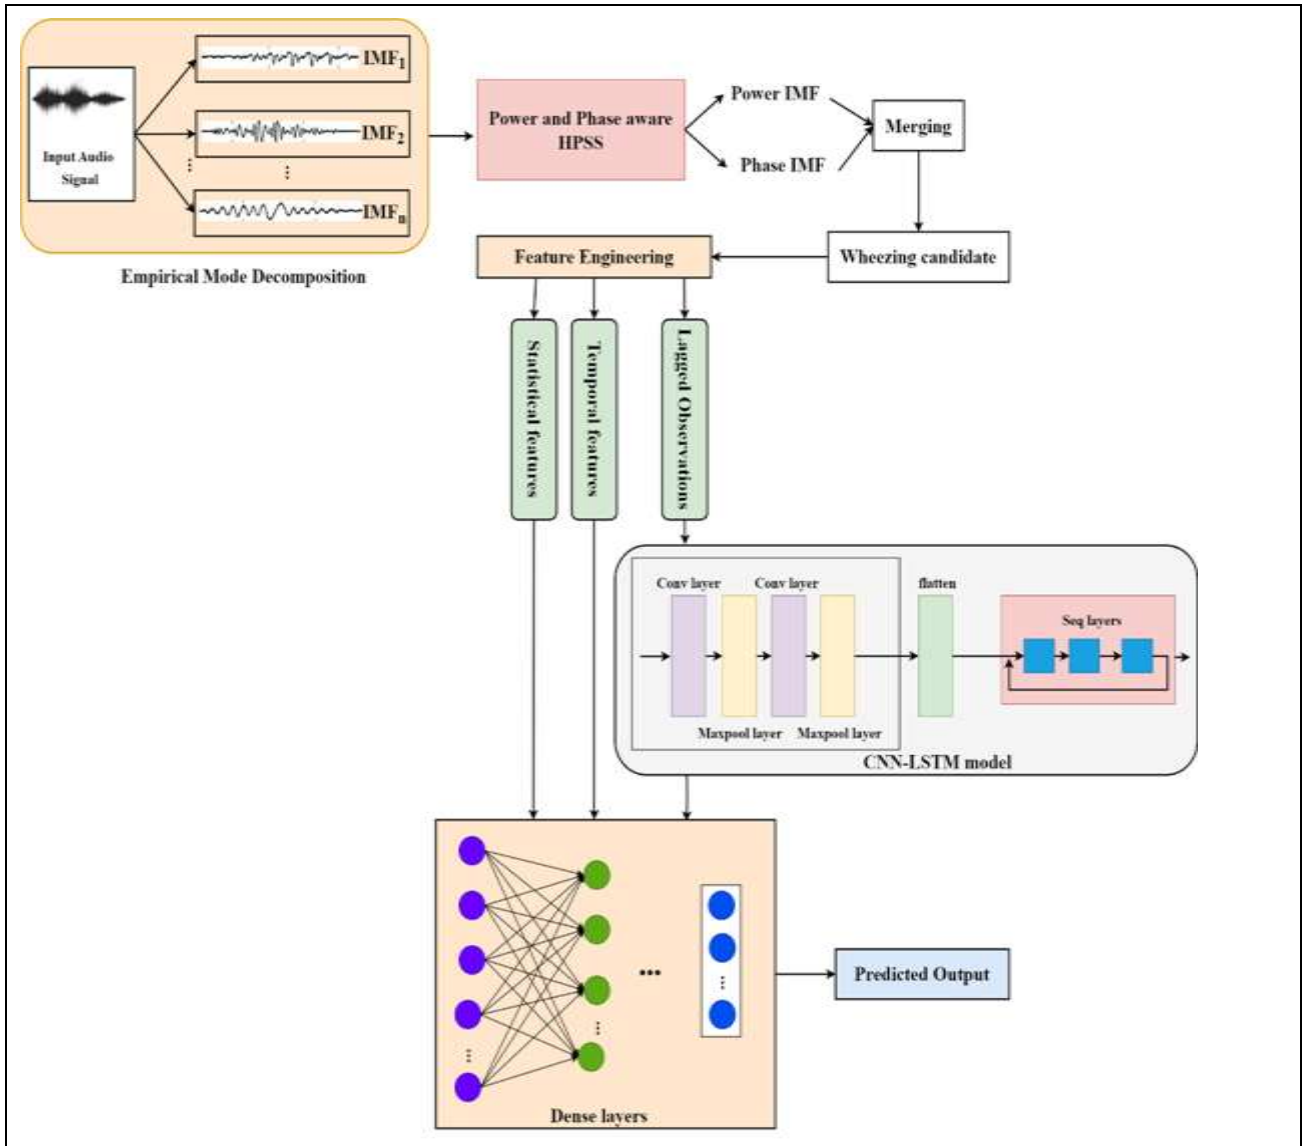 IMF1
Input Audio
Signal
IMF2
IMFn
Empirical Mode Decomposition
Power and Phase aware
HPSS
Power IMF
Phase IMF
Merging
Wheezing candidate
Feature Engineering
Statistical features
Temporal features
Lagged Observations
Conv layer
Conv layer
flatten
Seq layers
Maxpool layer
Maxpool layer
CNN-LSTM model
Dense layers
Predicted Output